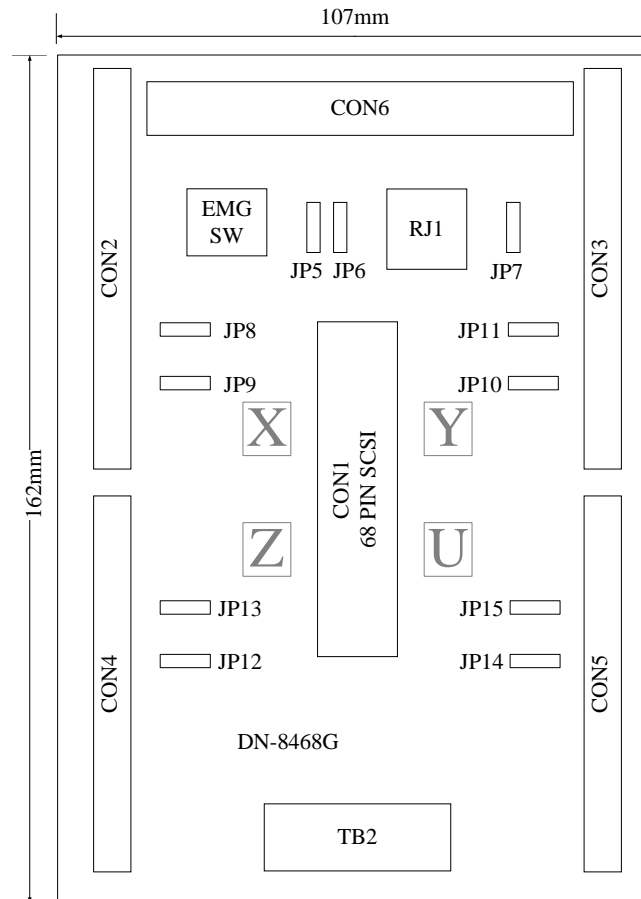 107mm
CON6
EMG
SW
RJ1
JP5
JP6
JP7
CON2
CON3
JP8
JP11
JP9
JP10
X
Y
162mm
CON1
68 PIN SCSI
Z
U
JP13
JP15
JP12
JP14
CON4
CON5
DN-8468G
TB2